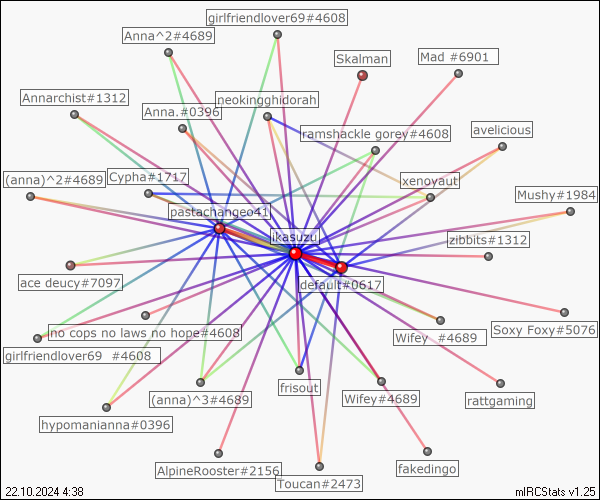 girlfriendlover69#4608
Anna^2#4689
Skalman
Mad #6901
Annarchist#1312
neokingghidorah
Anna.#0396
ramshackle gorey#4608
avelicious
Cypha#1717
(anna)^2#4689
xenoyaut
Mushy#1984
pastachangeo41
ikasuzu
zibbits#1312
ace deucy#7097
default#0617
no cops no laws no hope#4608
Wifey  #4689
Soxy Foxy#5076
girlfriendlover69  #4608
frisout
(anna)^3#4689
Wifey#4689
rattgaming
hypomanianna#0396
AlpineRooster#2156
fakedingo
Toucan#2473
22.10.2024 4:38
mIRCStats v1.25